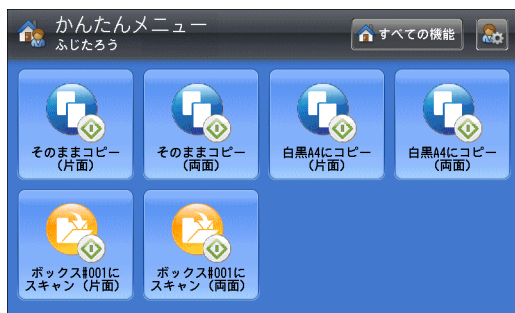 かんたんメニュー
ふじたろう
すべての機能
そのままコピー
（片面）
そのままコピー
（両面）
白黒A4にコピー
（片面）
白黒A4にコピー
（両面）
ボックス#001に
スキャン（片面）
ボックス#001に
スキャン（両面）